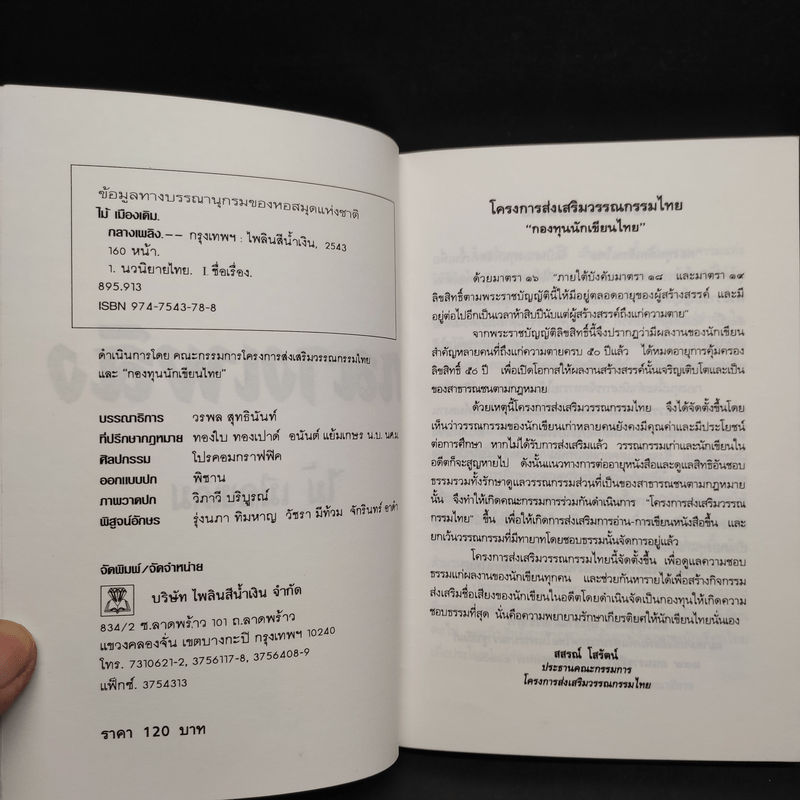 ข้อมูลทางบรรณานุกรมของหอสมุดแห่งชาติ
ไม้ เมืองเดิม.
กลางเพลิง.-- กรุงเทพฯ : ไพลินสีน้ำเงิน, 2543
160 หน้า.
1. นวนิยายไทย. I. ชื่อเรื่อง.
895.913
ISBN 974-7543-78-8
ดำเนินการโดย คณะกรรมการโครงการส่งเสริมวรรณกรรมไทย
และ "กองทุนนักเขียนไทย"
บรรณาธิการ วรพล สุทธินันท์
ที่ปรึกษากฎหมาย ทองใบ ทองเปาด์ อนันต์ แย้มเกษร น.บ. นศ.ม.
ศิลปกรรม โปรคอมกราฟฟิค
ออกแบบปก พิชาน
ภาพวาดปก วิภาวี บริบูรณ์
พิสูจน์อักษร รุ่งนภา ทิมหาญ วัชรา มีท้วม จักรินทร์
จัดพิมพ์/จัดจำหน่าย
บริษัท ไพลินสีน้ำเงิน จำกัด
834/2 ซ.ลาดพร้าว 101 ถ.ลาดพร้าว
แขวงคลองจั่น เขตบางกะปิ กรุงเทพฯ 10240
โทร. 7310621-2, 3756117-8, 3756408-9
แฟ็กซ์. 3754313
ราคา 120 บาท
โครงการส่งเสริมวรรณกรรมไทย
"กองทุนนักเขียนไทย"
ด้วยมาตรา ๑๖ "ภายใต้บังคับมาตรา ๑๘ และมาตรา ๑๙
ลิขสิทธิ์ตามพระราชบัญญัตินี้ให้มีอยู่ตลอดอายุของผู้สร้างสรรค์ และมี
อยู่ต่อไปอีกเป็นเวลาห้าสิบปีนับแต่ผู้สร้างสรรค์ถึงแก่ความตาย"
จากพระราชบัญญัติลิขสิทธิ์นี้จึงปรากฏว่ามีผลงานของนักเขียน
สำคัญหลายคนที่ถึงแก่ความตายครบ ๕๐ ปีแล้ว ได้หมดอายุการคุ้มครอง
ลิขสิทธิ์ ๕๐ ปี เพื่อเปิดโอกาสให้ผลงานสร้างสรรค์นั้นเจริญเติบโตและเป็น
ของสาธารณชนตามกฎหมาย
ด้วยเหตุนี้โครงการส่งเสริมวรรณกรรมไทย จึงได้จัดตั้งขึ้นโดย
เห็นว่าวรรณกรรมของนักเขียนเก่าหลายคนยังคงมีคุณค่าและมีประโยชน์
ต่อการศึกษา หากไม่ได้รับการส่งเสริมแล้ว วรรณกรรมเก่าและนักเขียนใน
อดีตก็จะสูญหายไป ดังนั้นแนวทางการต่ออายุหนังสือและดูแลสิทธิอันชอบ
ธรรมรวมทั้งรักษาดูแลวรรณกรรมส่วนที่เป็นของสาธารณชนตามกฎหมาย
นั้น จึงทำให้เกิดคณะกรรมการร่วมกันดำเนินการ "โครงการส่งเสริมวรรณ
กรรมไทย" ขึ้น เพื่อให้เกิดการส่งเสริมการอ่าน-การเขียนหนังสือขึ้น และ
ยกเว้นวรรณกรรมที่มีทายาทโดยชอบธรรมนั้นจัดการอยู่แล้ว
โครงการส่งเสริมวรรณกรรมไทยนี้จัดตั้งขึ้น เพื่อดูแลความชอบ
ธรรมแก่ผลงานของนักเขียนทุกคน และช่วยกันหารายได้เพื่อสร้างกิจกรรม
ส่งเสริมชื่อเสียงของนักเขียนในอดีตโดยดำเนินจัดเป็นกองทุนให้เกิดความ
ชอบธรรมที่สุด นั่นคือความพยายามรักษาเกียรติยศให้นักเขียนไทยนั่นเอง
สสรณ์ โสรัตน์
ประธานคณะกรรมการ
โครงการส่งเสริมวรรณกรรมไทย